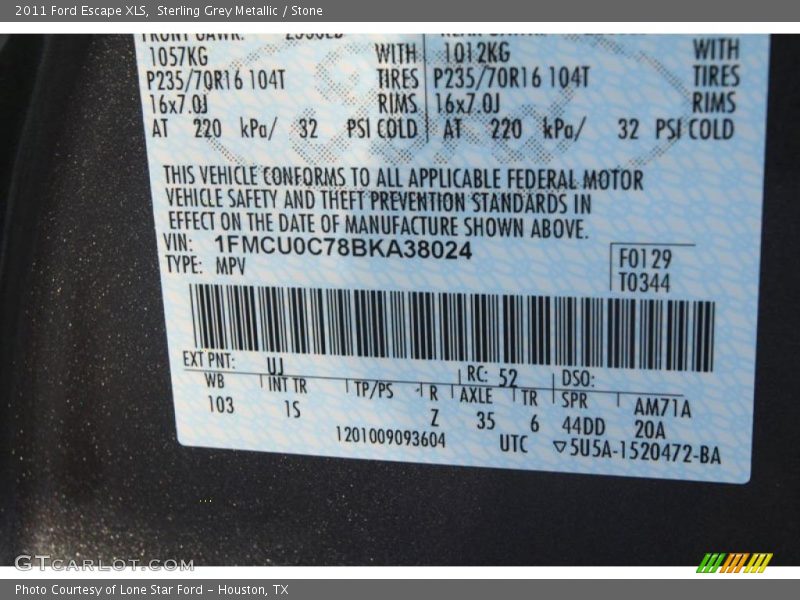 2011 Ford Escape XLS, Sterling Grey Metallic / Stone
1057KG WITH 1012KG WITH
P235/70R16 104T TIRES P235/70R16 104T TIRES
16x7.0J RIMS 16x7.0J RIMS
AT 220 kPa/ 32 PSI COLD AT 220 kPa/ 32 PSI COLD
THIS VEHICLE CONFORMS TO ALL APPLICABLE FEDERAL MOTOR
VEHICLE SAFETY AND THEFT PREVENTION STANDARDS IN
EFFECT ON THE DATE OF MANUFACTURE SHOWN ABOVE.
VIN: 1FMCU0C78BKA38024
TYPE: MPV
F0129
T0344
EXT PNT: UJ RC: 52 DSO:
WB INT TR TP/PS R AXLE TR SPR AM71A
103 1S Z 35 6 44DD 20A
1201009093604 UTC ▽5U5A-1520472-BA
GTCARLOT.COM
Photo Courtesy of Lone Star Ford - Houston, TX